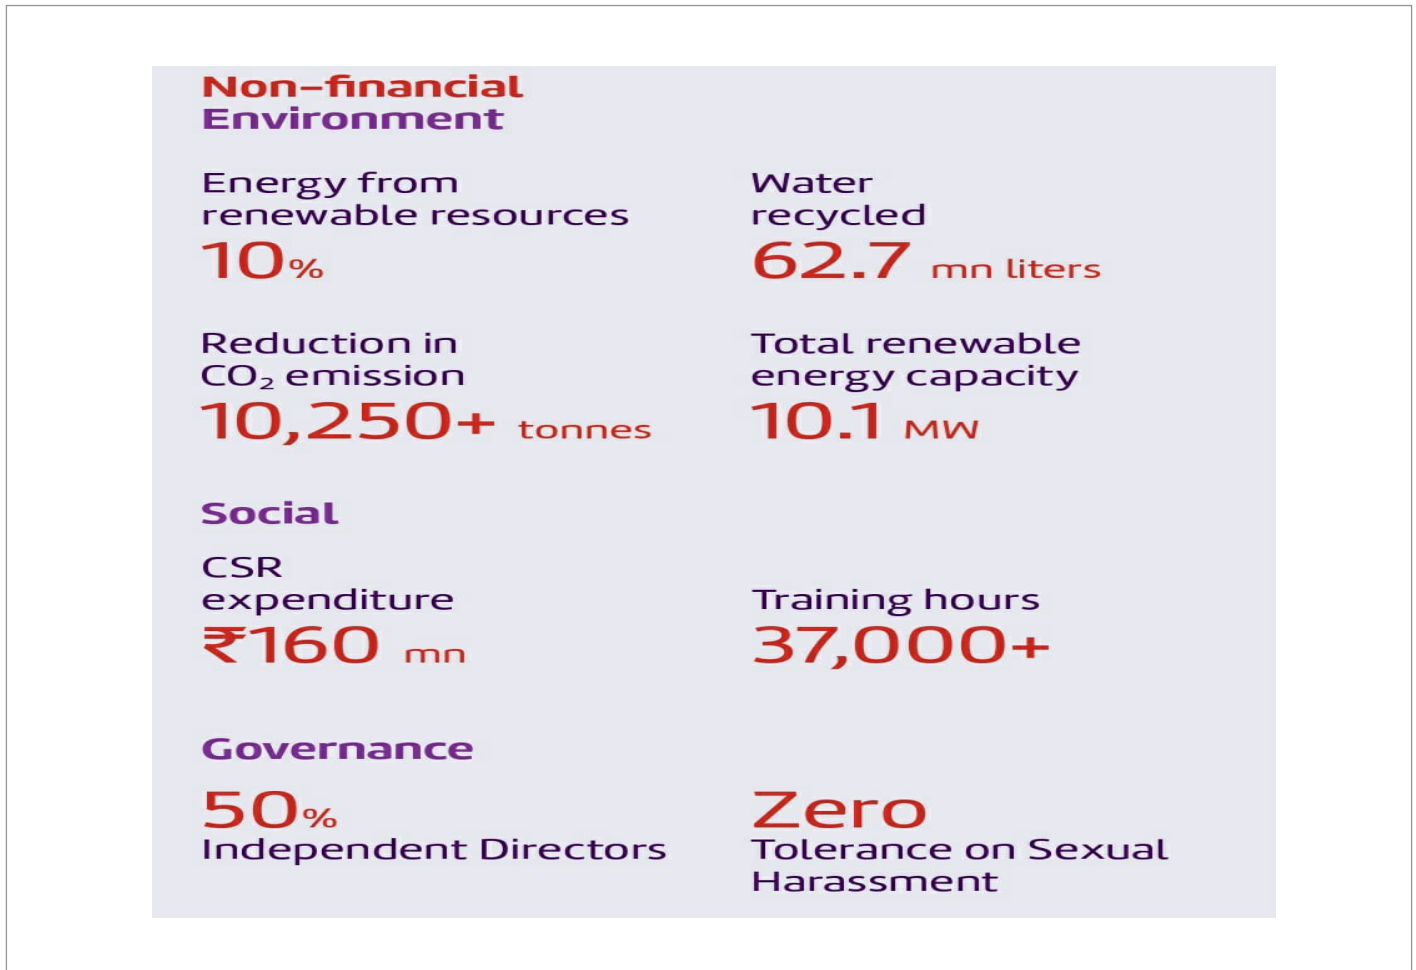 Non-financial
Environment
Energy from
renewable resources
10%
Water
recycled
62.7 mn liters
Reduction in
CO₂ emission
10,250+ tonnes
Total renewable
energy capacity
10.1 MW
Social
CSR
expenditure
₹160 mn
Training hours
37,000+
Governance
50%
Independent Directors
Zero
Tolerance on Sexual
Harassment